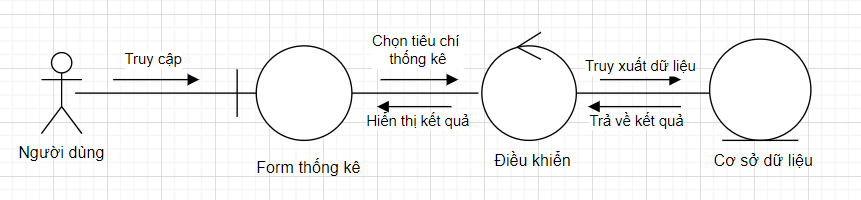 Truy cập
Chọn tiêu chí
thống kê
Truy xuất dữ liệu
Hiển thị kết quả
Trả về kết quả
Người dùng
Form thống kê
Điều khiển
Cơ sở dữ liệu